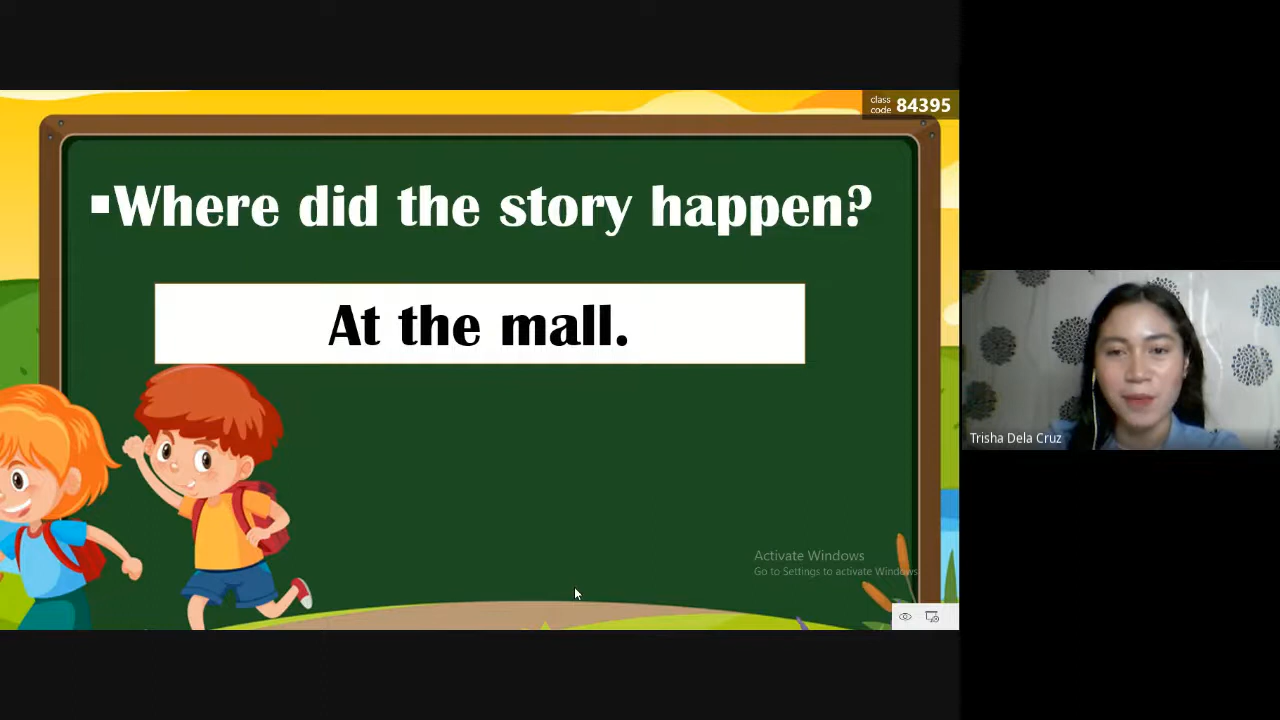 class
code 84395
▪Where did the story happen?
At the mall.
Trisha Dela Cruz
Activate Windows
Go to Settings to activate Windows.